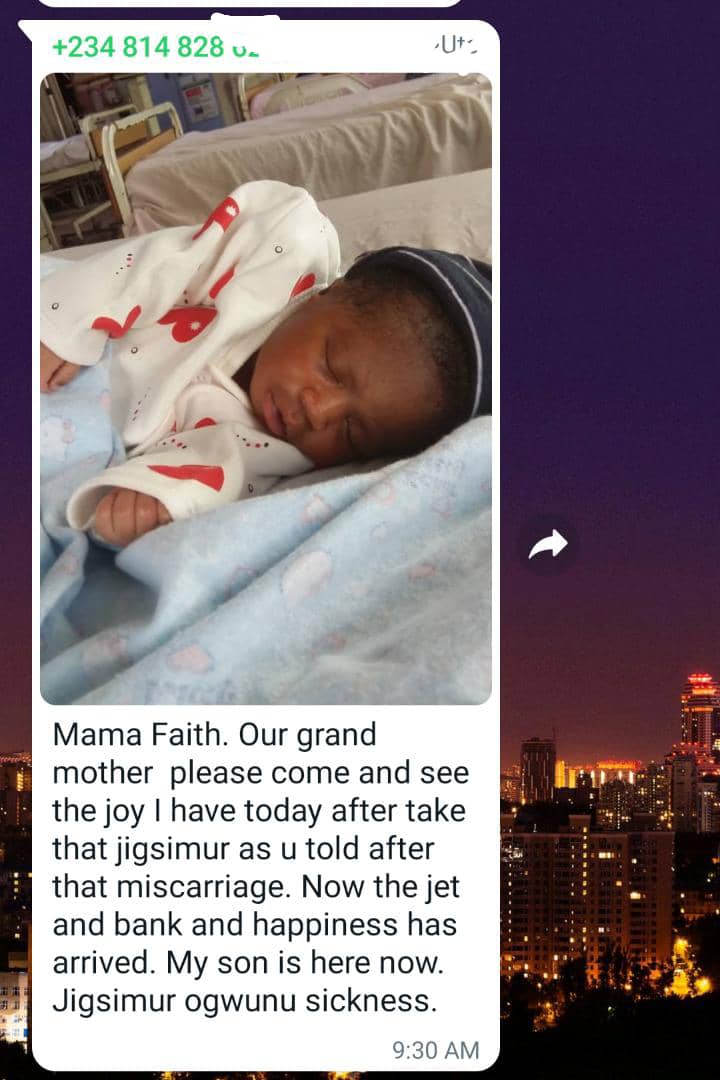 +234 814 828
Mama Faith. Our grand
mother please come and see
the joy I have today after take
that jigsimur as u told after
that miscarriage. Now the jet
and bank and happiness has
arrived. My son is here now.
Jigsimur ogwunu sickness.
9:30 AM